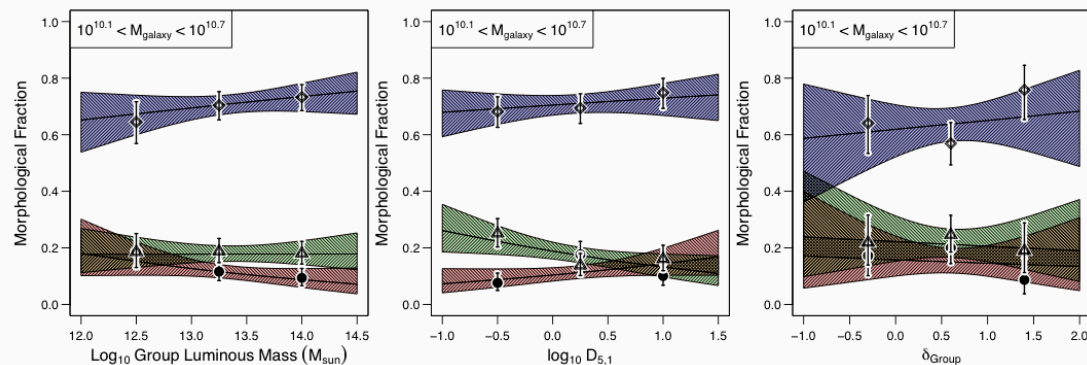 10^10.1 < M_galaxy < 10^10.7
10^10.1 < M_galaxy < 10^10.7
10^10.1 < M_galaxy < 10^10.7
Morphological Fraction
1.0
0.8
0.6
0.4
0.2
0.0
12.0 12.5 13.0 13.5 14.0 14.5
Log10 Group Luminous Mass (M_sun)
Morphological Fraction
1.0
0.8
0.6
0.4
0.2
0.0
-1.0 -0.5 0.0 0.5 1.0 1.5
log10 D5,1
Morphological Fraction
1.0
0.8
0.6
0.4
0.2
0.0
-1.0 -0.5 0.0 0.5 1.0 1.5 2.0
δGroup